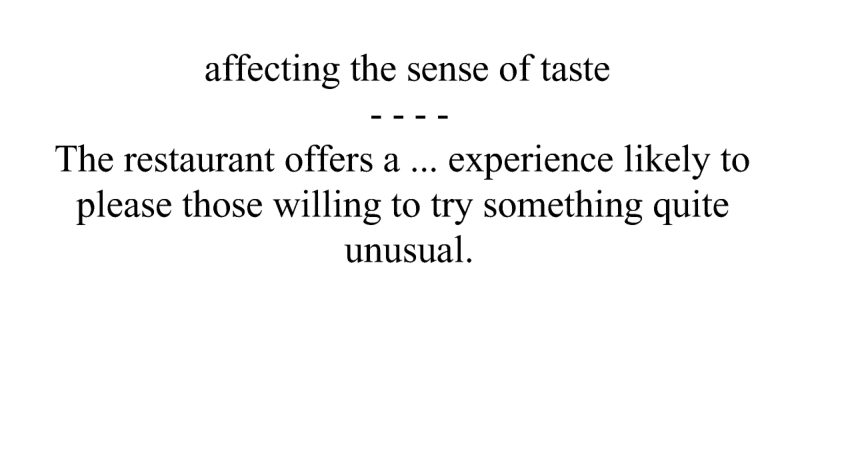 affecting the sense of taste
- - - -
The restaurant offers a ... experience likely to
please those willing to try something quite
unusual.